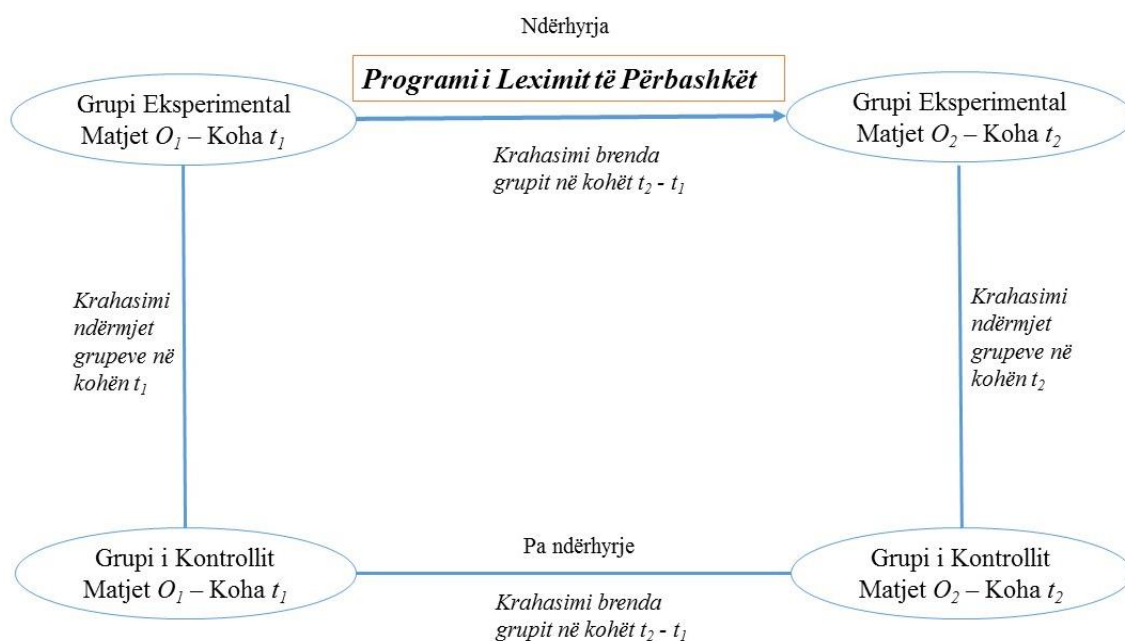 Ndërhyrja
Programi i Leximit të Përbashkët
Grupi Eksperimental
Matjet O₁ – Koha t₁
Grupi Eksperimental
Matjet O₂ – Koha t₂
Krahasimi brenda
grupit në kohët t₂ - t₁
Krahasimi
ndërmjet
grupeve në
kohën t₁
Krahasimi
ndërmjet
grupeve në
kohën t₂
Grupi i Kontrollit
Matjet O₁ – Koha t₁
Pa ndërhyrje
Grupi i Kontrollit
Matjet O₂ – Koha t₂
Krahasimi brenda
grupit në kohët t₂ - t₁